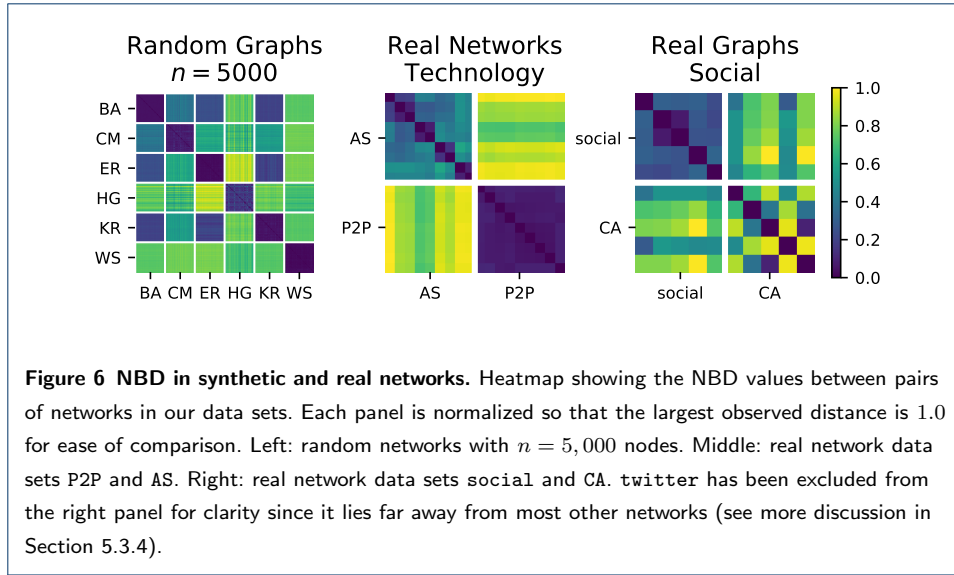 Random Graphs
n = 5000
Real Networks
Technology
Real Graphs
Social
BA
CM
ER
HG
KR
WS
BA CM ER HG KR WS
AS
P2P
AS P2P
social
CA
social CA
1.0
0.8
0.6
0.4
0.2
0.0
Figure 6 NBD in synthetic and real networks. Heatmap showing the NBD values between pairs
of networks in our data sets. Each panel is normalized so that the largest observed distance is 1.0
for ease of comparison. Left: random networks with n = 5,000 nodes. Middle: real network data
sets P2P and AS. Right: real network data sets social and CA. twitter has been excluded from
the right panel for clarity since it lies far away from most other networks (see more discussion in
Section 5.3.4).